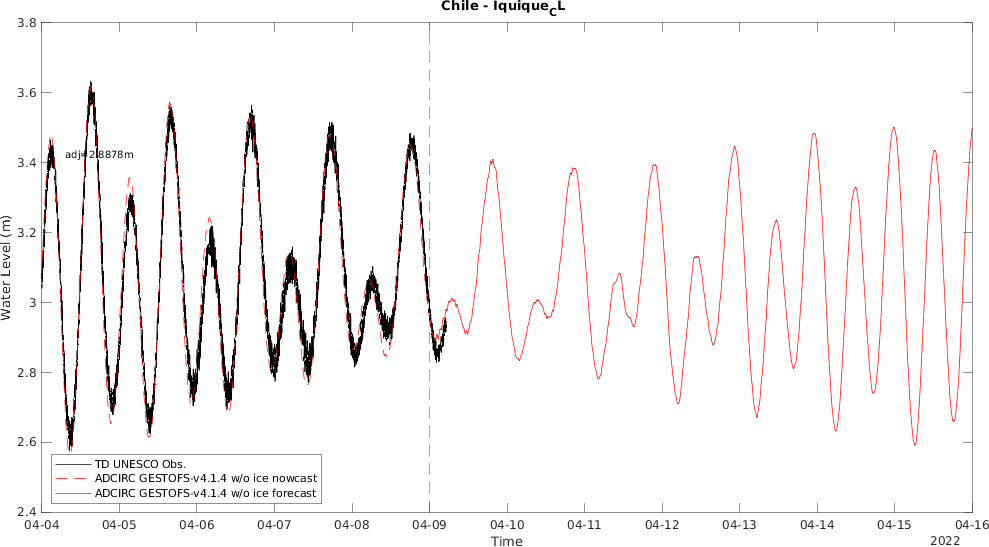 Chile - Iquique_CL
3.8
3.6
3.4
3.2
3
2.8
2.6
2.4
Water Level (m)
adj=2.8878m
TD UNESCO Obs.
ADCIRC GESTOFS-v4.1.4 w/o ice nowcast
ADCIRC GESTOFS-v4.1.4 w/o ice forecast
04-04 04-05 04-06 04-07 04-08 04-09 04-10 04-11 04-12 04-13 04-14 04-15 04-16
Time
2022